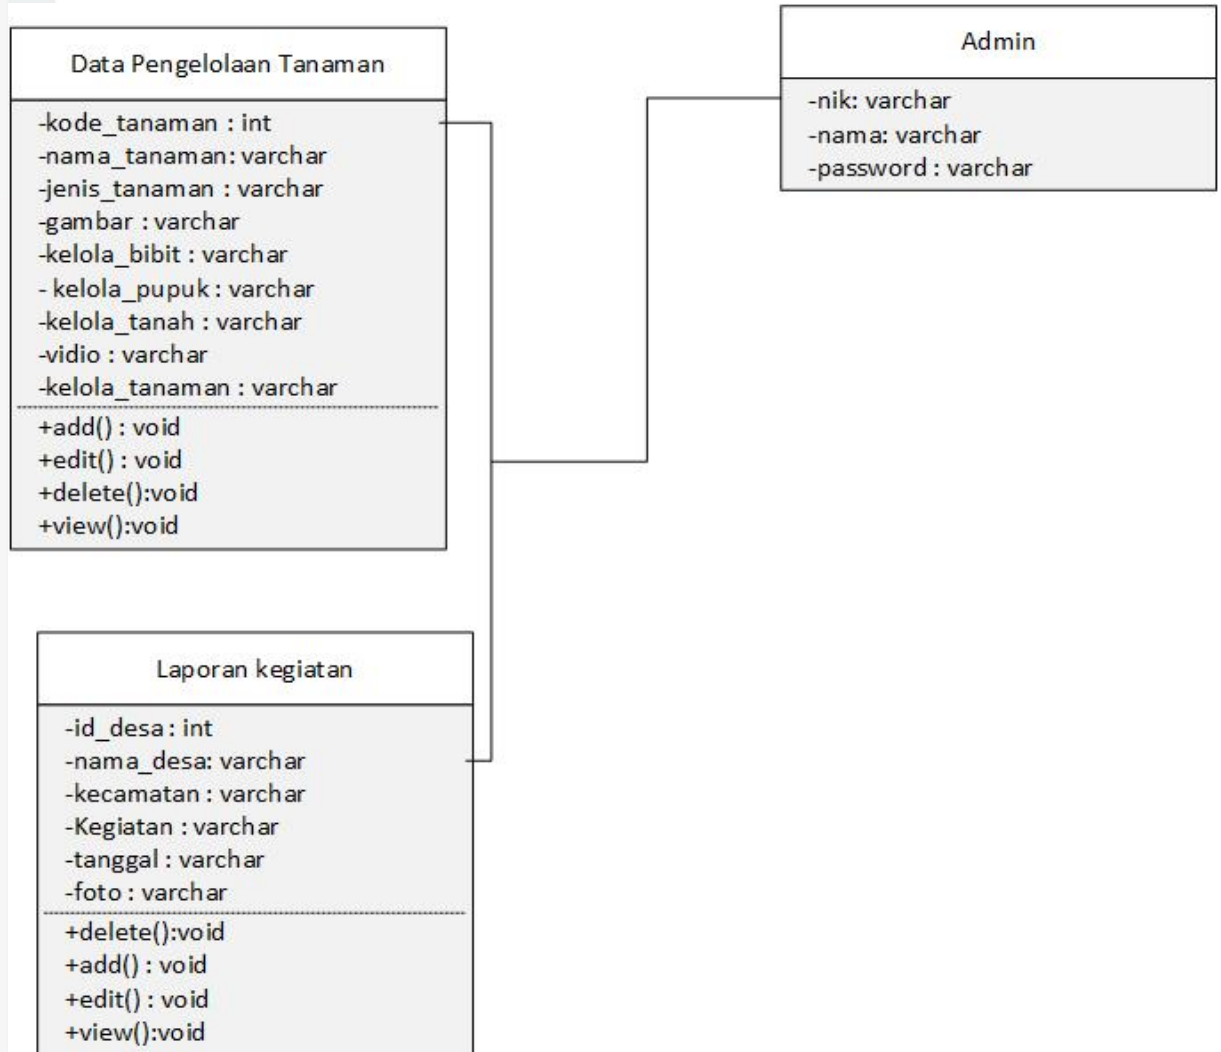 Data Pengelolaan Tanaman
-kode_tanaman : int
-nama_tanaman: varchar
-jenis_tanaman : varchar
-gambar : varchar
-kelola_bibit : varchar
- kelola_pupuk : varchar
-kelola_tanah : varchar
-vidio : varchar
-kelola_tanaman : varchar
+add() : void
+edit() : void
+delete():void
+view():void
Admin
-nik: varchar
-nama: varchar
-password : varchar
Laporan kegiatan
-id_desa : int
-nama_desa: varchar
-kecamatan : varchar
-Kegiatan : varchar
-tanggal : varchar
-foto : varchar
+delete():void
+add() : void
+edit() : void
+view():void